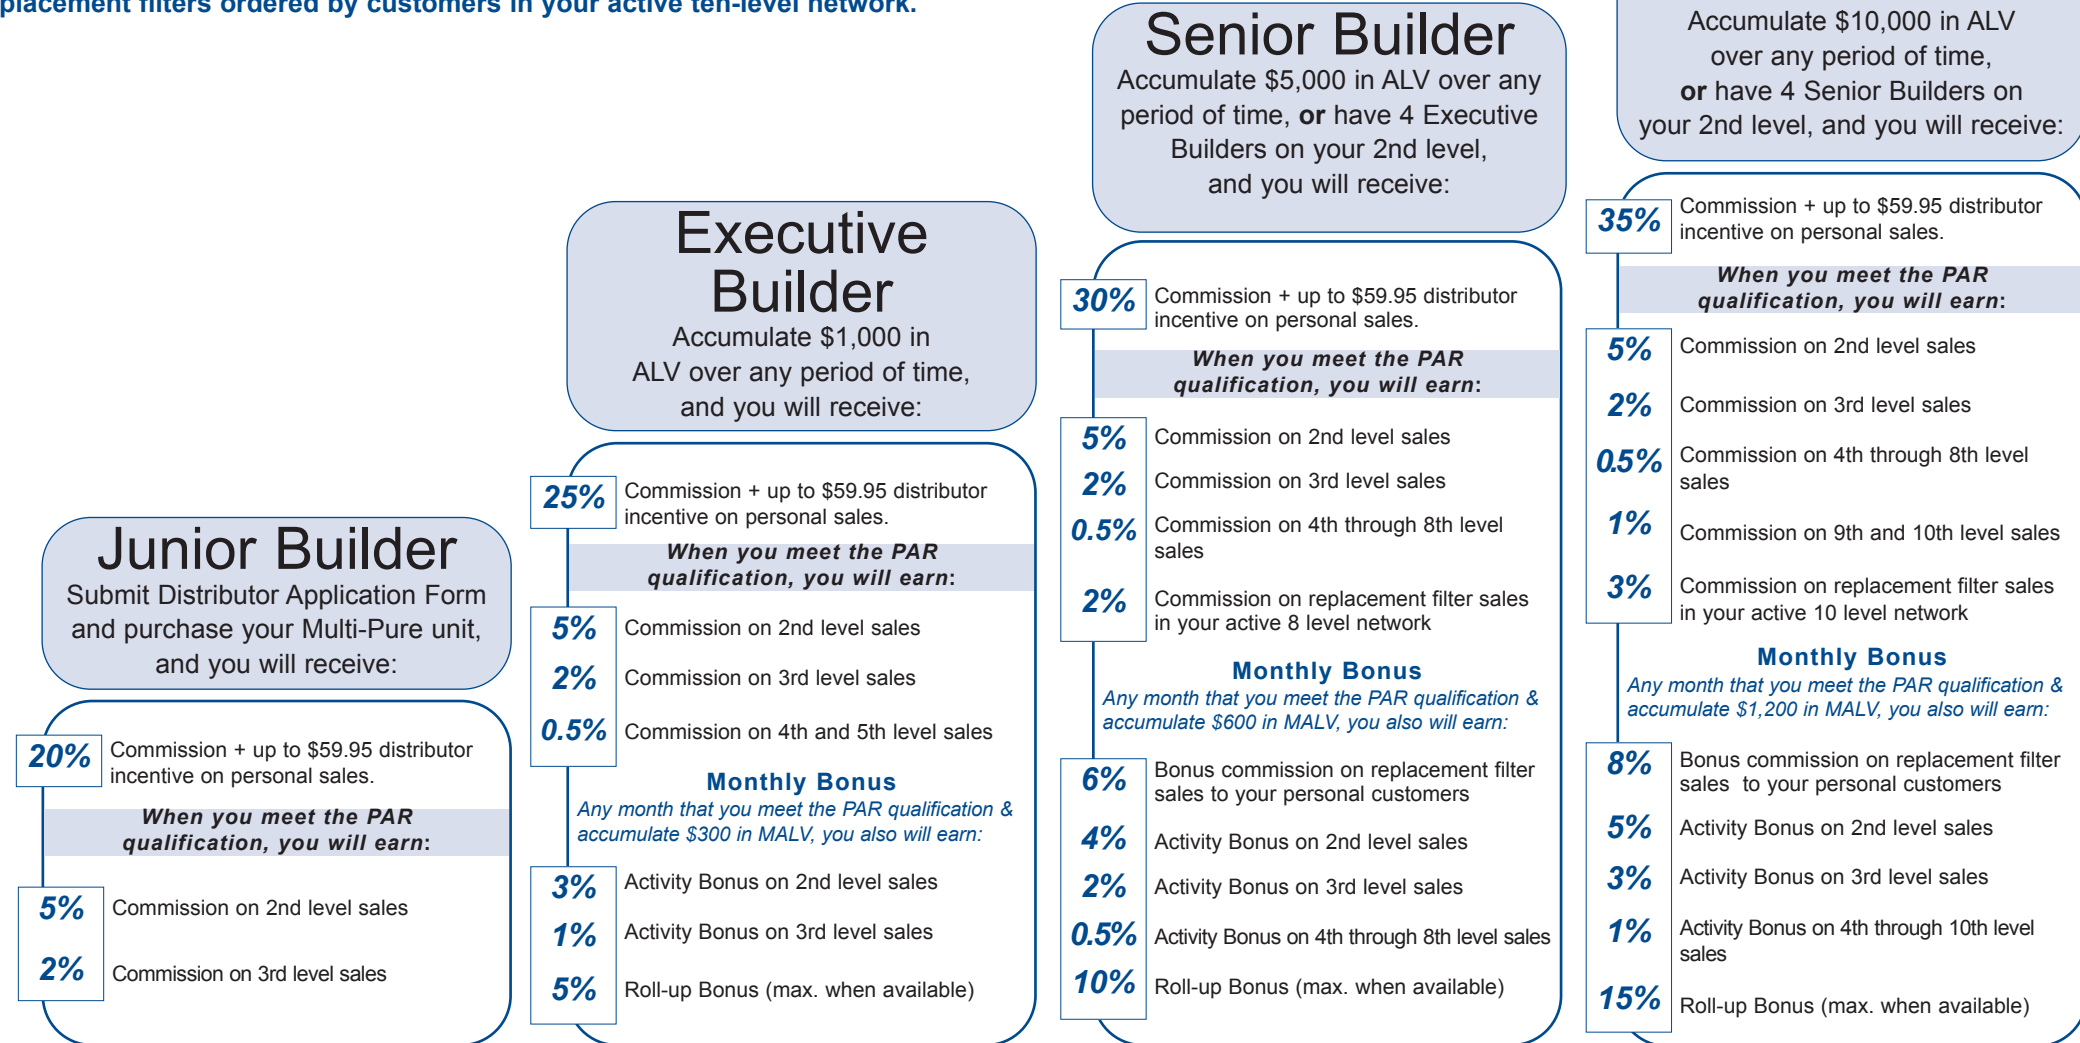 placement filters ordered by customers in your active ten-level network.
Junior Builder
Submit Distributor Application Form
and purchase your Multi-Pure unit,
and you will receive:
20% Commission + up to $59.95 distributor
incentive on personal sales.
When you meet the PAR
qualification, you will earn:
5% Commission on 2nd level sales
2% Commission on 3rd level sales
Executive
Builder
Accumulate $1,000 in
ALV over any period of time,
and you will receive:
25% Commission + up to $59.95 distributor
incentive on personal sales.
When you meet the PAR
qualification, you will earn:
5% Commission on 2nd level sales
2% Commission on 3rd level sales
0.5% Commission on 4th and 5th level sales
Monthly Bonus
Any month that you meet the PAR qualification &
accumulate $300 in MALV, you also will earn:
3% Activity Bonus on 2nd level sales
1% Activity Bonus on 3rd level sales
5% Roll-up Bonus (max. when available)
Senior Builder
Accumulate $5,000 in ALV over any
period of time, or have 4 Executive
Builders on your 2nd level,
and you will receive:
30% Commission + up to $59.95 distributor
incentive on personal sales.
When you meet the PAR
qualification, you will earn:
5% Commission on 2nd level sales
2% Commission on 3rd level sales
0.5% Commission on 4th through 8th level
sales
2% Commission on replacement filter sales
in your active 8 level network
Monthly Bonus
Any month that you meet the PAR qualification &
accumulate $600 in MALV, you also will earn:
6% Bonus commission on replacement filter
sales to your personal customers
4% Activity Bonus on 2nd level sales
2% Activity Bonus on 3rd level sales
0.5% Activity Bonus on 4th through 8th level sales
10% Roll-up Bonus (max. when available)
Accumulate $10,000 in ALV
over any period of time,
or have 4 Senior Builders on
your 2nd level, and you will receive:
35% Commission + up to $59.95 distributor
incentive on personal sales.
When you meet the PAR
qualification, you will earn:
5% Commission on 2nd level sales
2% Commission on 3rd level sales
0.5% Commission on 4th through 8th level
sales
1% Commission on 9th and 10th level sales
3% Commission on replacement filter sales
in your active 10 level network
Monthly Bonus
Any month that you meet the PAR qualification &
accumulate $1,200 in MALV, you also will earn:
8% Bonus commission on replacement filter
sales to your personal customers
5% Activity Bonus on 2nd level sales
3% Activity Bonus on 3rd level sales
1% Activity Bonus on 4th through 10th level
sales
15% Roll-up Bonus (max. when available)